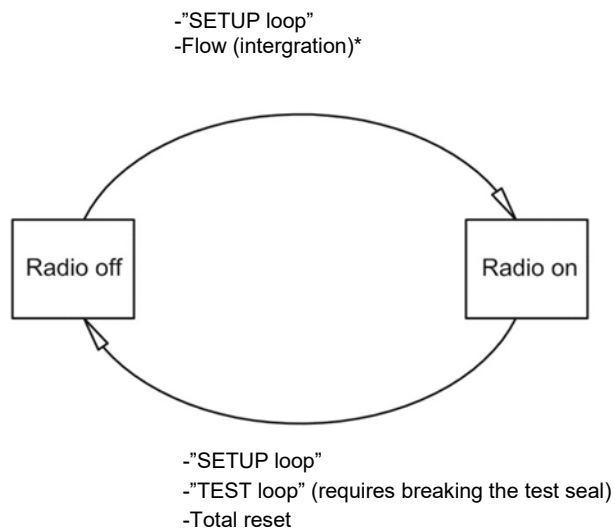 -”SETUP loop”
-Flow (intergration)*
Radio off
Radio on
-”SETUP loop”
-”TEST loop” (requires breaking the test seal)
-Total reset